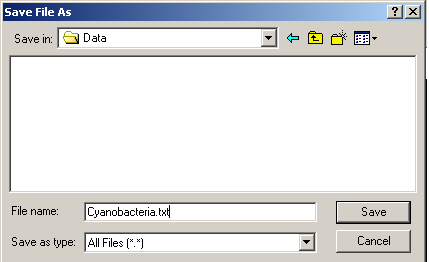 Save File As
Save in: Data
File name: Cyanobacteria.txt Save
Save as type: All Files (*.*) Cancel